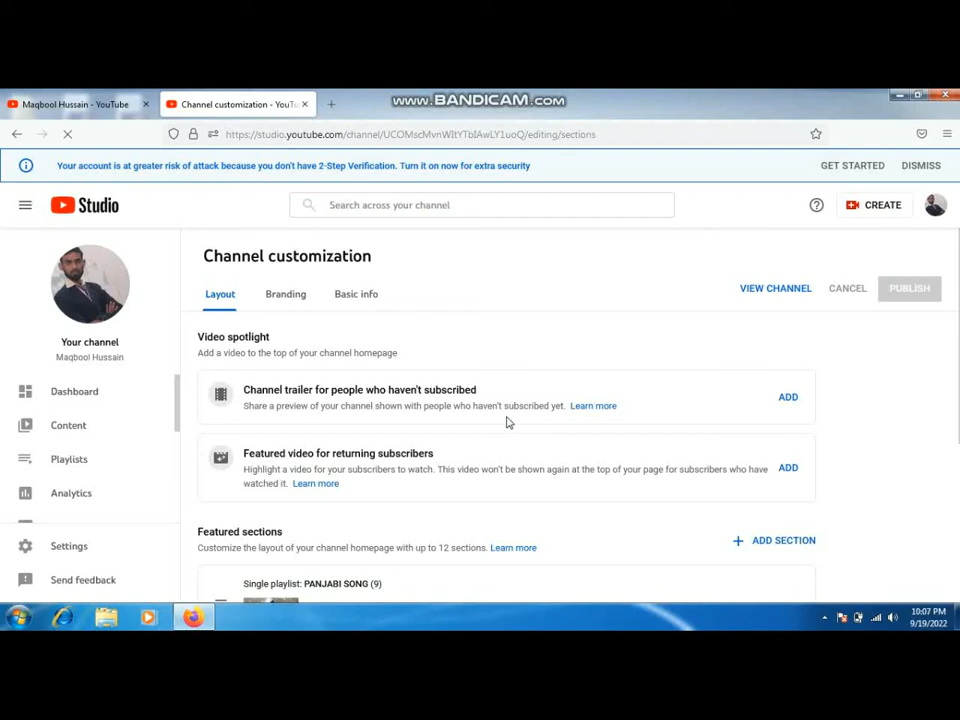 www.BANDICAM.com
Maqbool Hussain - YouTube
Channel customization - YouTu
https://studio.youtube.com/channel/UCOMscMvnWItYTbIAwLY1uoQ/editing/sections
Your account is at greater risk of attack because you don't have 2-Step Verification. Turn it on now for extra security
GET STARTED
DISMISS
Studio
Search across your channel
CREATE
Channel customization
Layout
Branding
Basic info
VIEW CHANNEL
CANCEL
PUBLISH
Your channel
Maqbool Hussain
Dashboard
Content
Playlists
Analytics
Settings
Send feedback
Video spotlight
Add a video to the top of your channel homepage
Channel trailer for people who haven't subscribed
Share a preview of your channel shown with people who haven't subscribed yet. Learn more
ADD
Featured video for returning subscribers
Highlight a video for your subscribers to watch. This video won't be shown again at the top of your page for subscribers who have
watched it. Learn more
ADD
Featured sections
Customize the layout of your channel homepage with up to 12 sections. Learn more
ADD SECTION
Single playlist: PANJABI SONG (9)
10:07 PM
9/19/2022